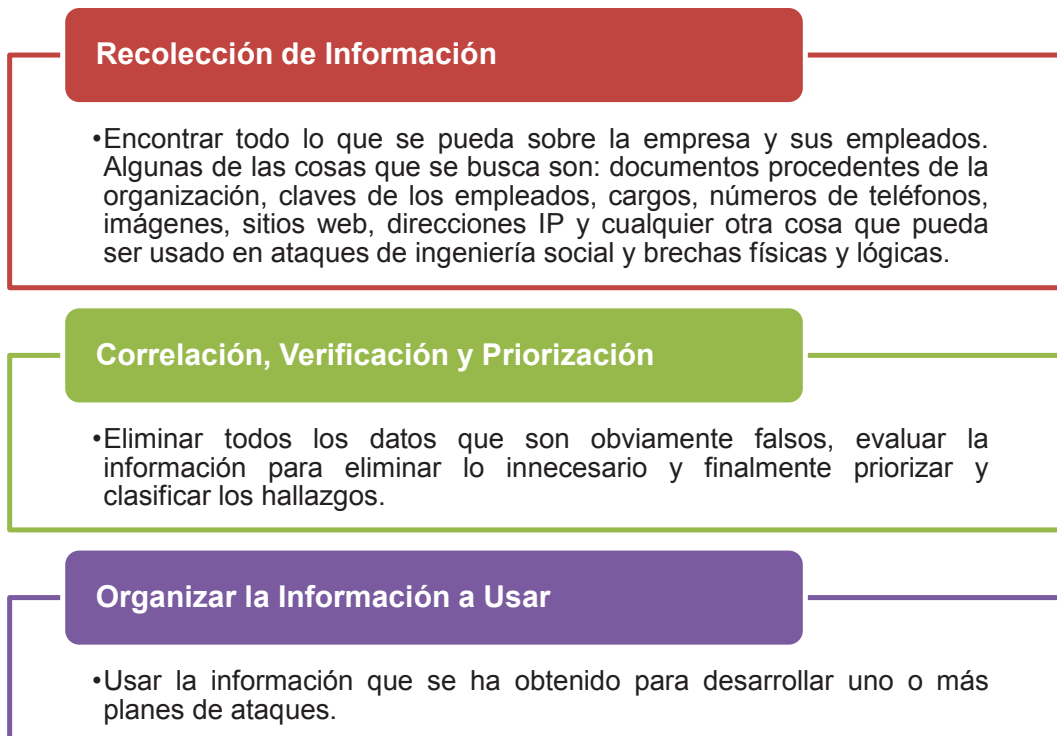 Recolección de Información
•Encontrar todo lo que se pueda sobre la empresa y sus empleados.
Algunas de las cosas que se busca son: documentos procedentes de la
organización, claves de los empleados, cargos, números de teléfonos,
imágenes, sitios web, direcciones IP y cualquier otra cosa que pueda
ser usado en ataques de ingeniería social y brechas físicas y lógicas.
Correlación, Verificación y Priorización
•Eliminar todos los datos que son obviamente falsos, evaluar la
información para eliminar lo innecesario y finalmente priorizar y
clasificar los hallazgos.
Organizar la Información a Usar
•Usar la información que se ha obtenido para desarrollar uno o más
planes de ataques.